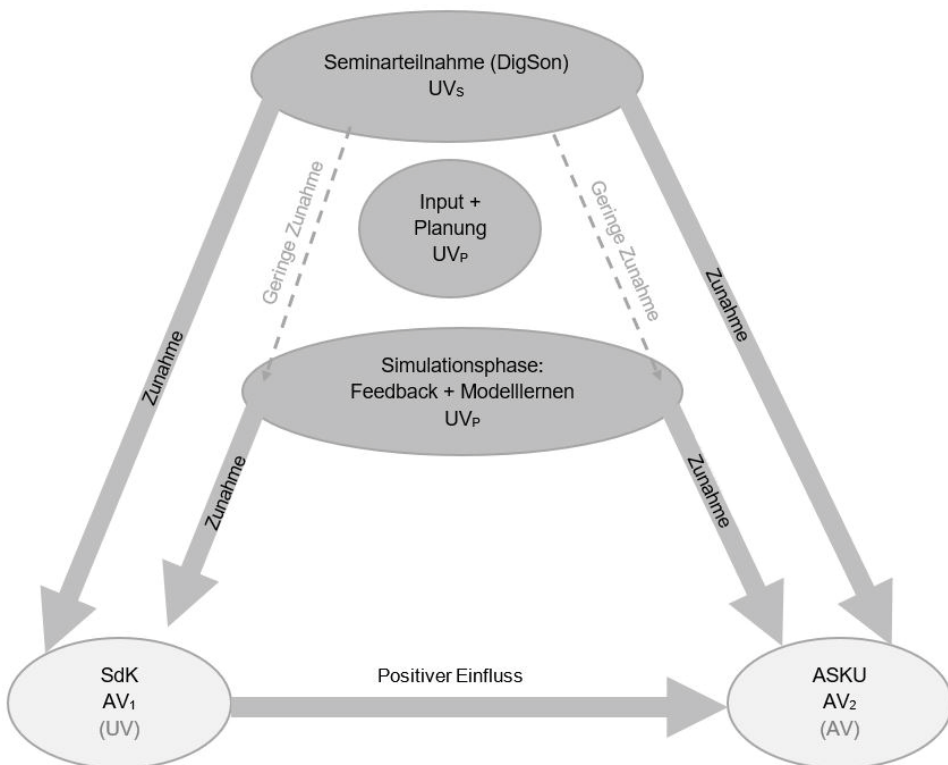 Seminarteilnahme (DigSon)
UVₛ
Geringe Zunahme
Geringe Zunahme
Input +
Planung
UVₚ
Zunahme
Zunahme
Simulationsphase:
Feedback + Modelllernen
UVₚ
Zunahme
Zunahme
Positiver Einfluss
SdK
AV₁
(UV)
ASKU
AV₂
(AV)